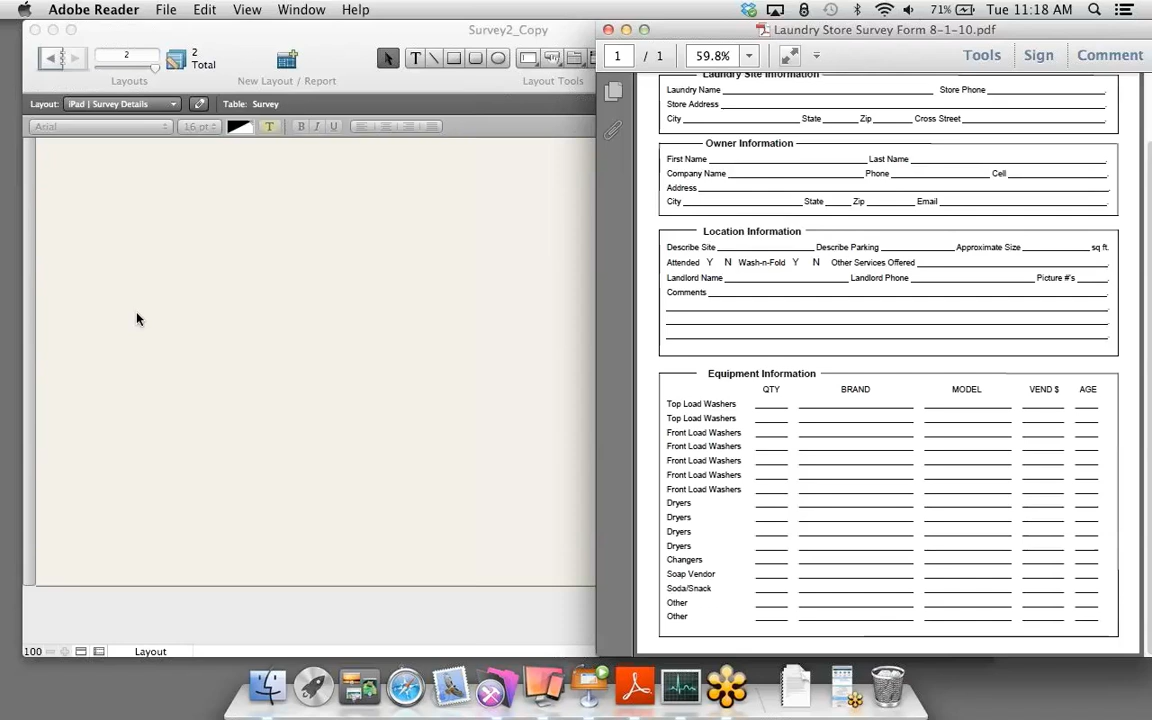 Adobe Reader File Edit View Window Help 71% Tue 11:18 AM
Survey2_Copy
2
2
Total
Layouts
New Layout / Report
Layout Tools
T
Layout: iPad | Survey Details Table: Survey
Arial 16 pt T B I U
100
Layout
Laundry Store Survey Form 8-1-10.pdf
1 / 1 59.8% Tools Sign Comment
Laundry Site Information
Laundry Name Store Phone
Store Address
City State Zip Cross Street
Owner Information
First Name Last Name
Company Name Phone Cell
Address
City State Zip Email
Location Information
Describe Site Describe Parking Approximate Size sq ft.
Attended Y N Wash-n-Fold Y N Other Services Offered
Landlord Name Landlord Phone Picture #'s
Comments
Equipment Information
QTY BRAND MODEL VEND $ AGE
Top Load Washers
Top Load Washers
Front Load Washers
Front Load Washers
Front Load Washers
Front Load Washers
Front Load Washers
Dryers
Dryers
Dryers
Dryers
Changers
Soap Vendor
Soda/Snack
Other
Other